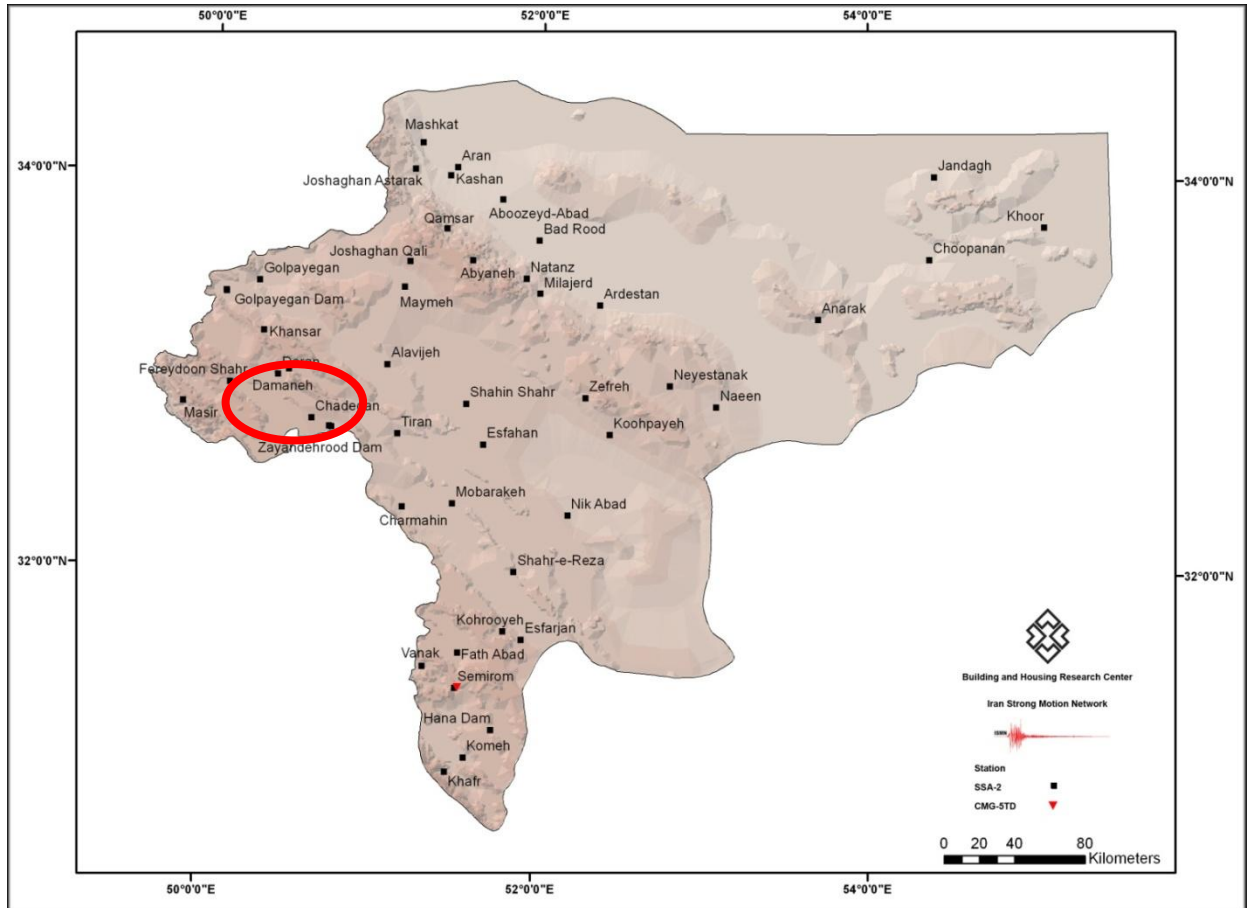 50°0'0"E
52°0'0"E
54°0'0"E
34°0'0"N
34°0'0"N
32°0'0"N
32°0'0"N
50°0'0"E
52°0'0"E
54°0'0"E
Mashkat
Aran
Joshaghan Astarak
Kashan
Jandagh
Aboozeyd-Abad
Qamsar
Khoor
Bad Rood
Joshaghan Qali
Choopanan
Golpayegan
Abyaneh
Natanz
Milajerd
Golpayegan Dam
Maymeh
Ardestan
Anarak
Khansar
Alavijeh
Fereydoon Shahr
Damaneh
Neyestanak
Zefreh
Shahin Shahr
Masir
Chadegan
Naeen
Tiran
Koohpayeh
Esfahan
Zayandehrood Dam
Mobarakeh
Nik Abad
Charmahin
Shahr-e-Reza
Kohrooyeh
Esfarjan
Vanak
Fath Abad
Semirom
Hana Dam
Komeh
Khafr
Building and Housing Research Center
Iran Strong Motion Network
ISMN
Station
SSA-2
CMG-5TD
0 20 40 80
Kilometers